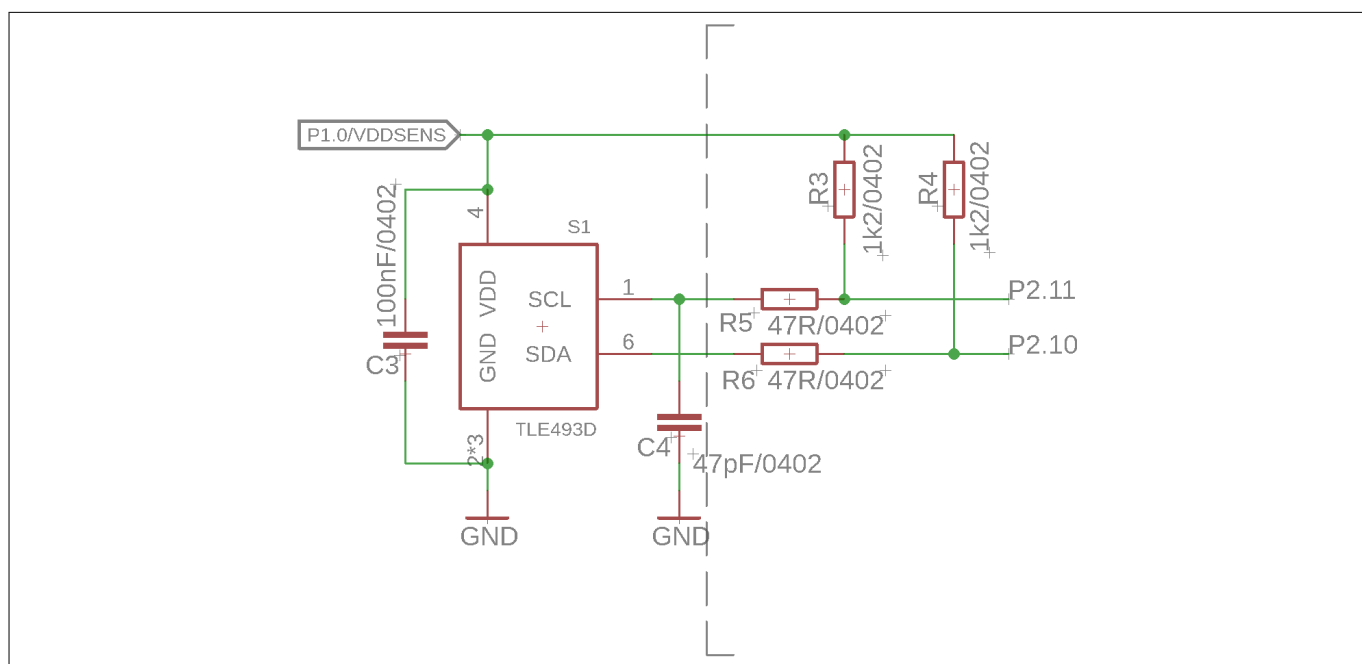 P1.0/VDDSENS
100nF/0402
C3
4
S1
VDD
GND
SCL
SDA
1
6
2*3
TLE493D
GND
C4
47pF/0402
GND
R3
1k2/0402
R4
1k2/0402
R5
47R/0402
R6
47R/0402
P2.11
P2.10